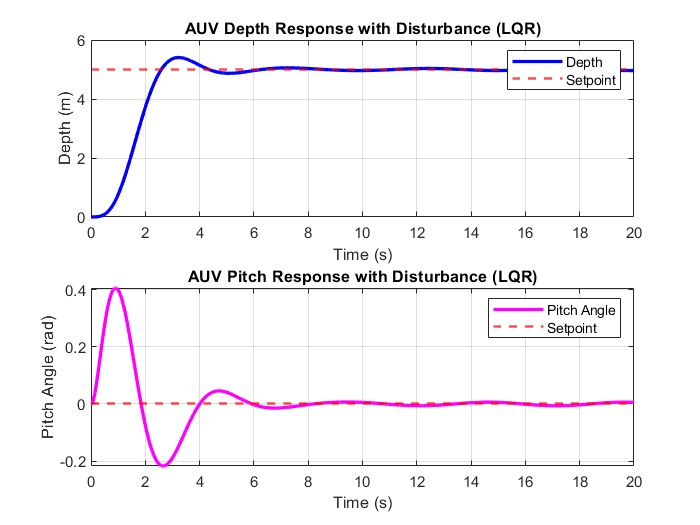 AUV Depth Response with Disturbance (LQR)
6
4
2
0
Depth (m)
Depth
Setpoint
0 2 4 6 8 10 12 14 16 18 20
Time (s)
AUV Pitch Response with Disturbance (LQR)
0.4
0.2
0
-0.2
Pitch Angle (rad)
Pitch Angle
Setpoint
0 2 4 6 8 10 12 14 16 18 20
Time (s)